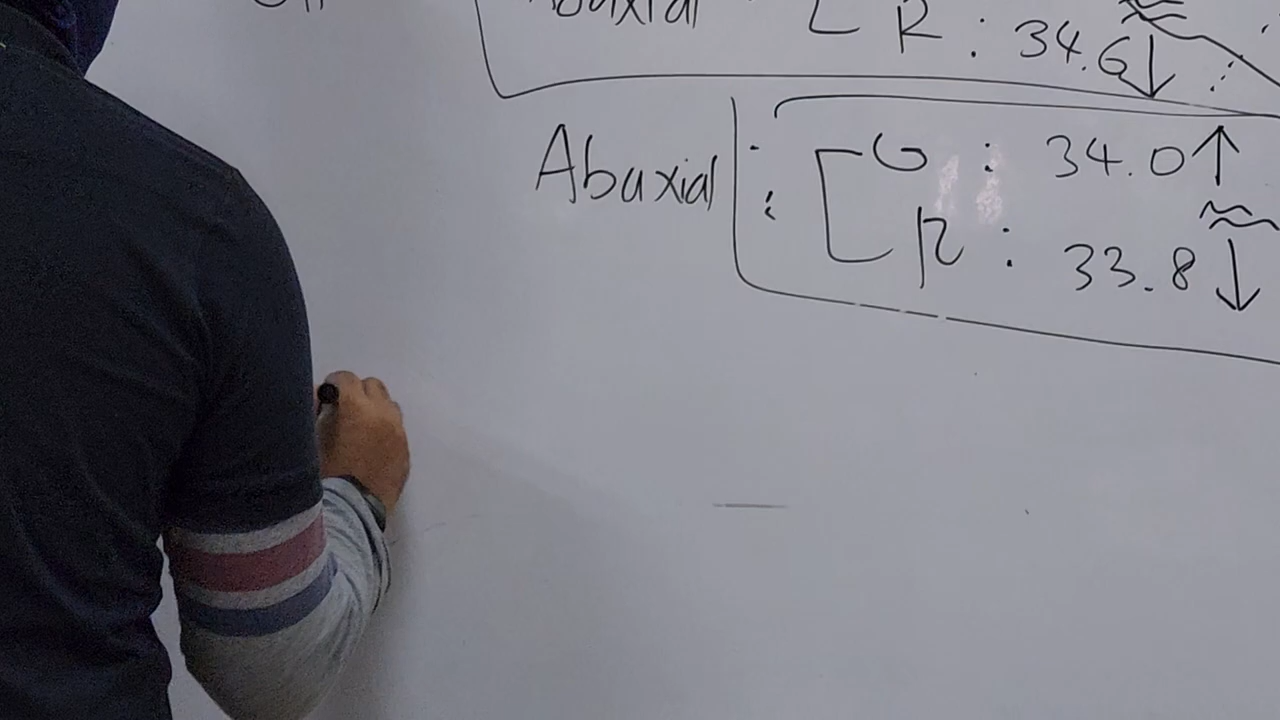 Abaxial
R : 34.6 ↓
Abaxial : G : 34.0 ↑
R : 33.8 ↓